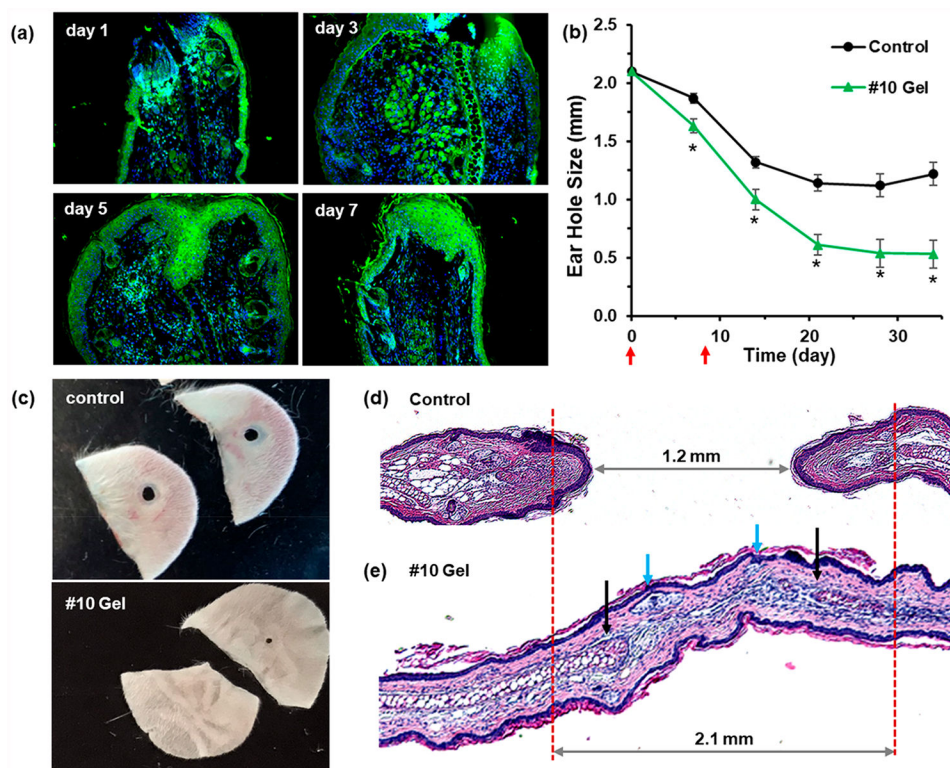 (a)
day 1
day 3
day 5
day 7
(b)
Control
#10 Gel
Ear Hole Size (mm)
2.5
2.0
1.5
1.0
0.5
0.0
*
*
*
*
*
0
10
20
30
Time (day)
(c)
control
#10 Gel
(d)
Control
1.2 mm
(e)
#10 Gel
2.1 mm